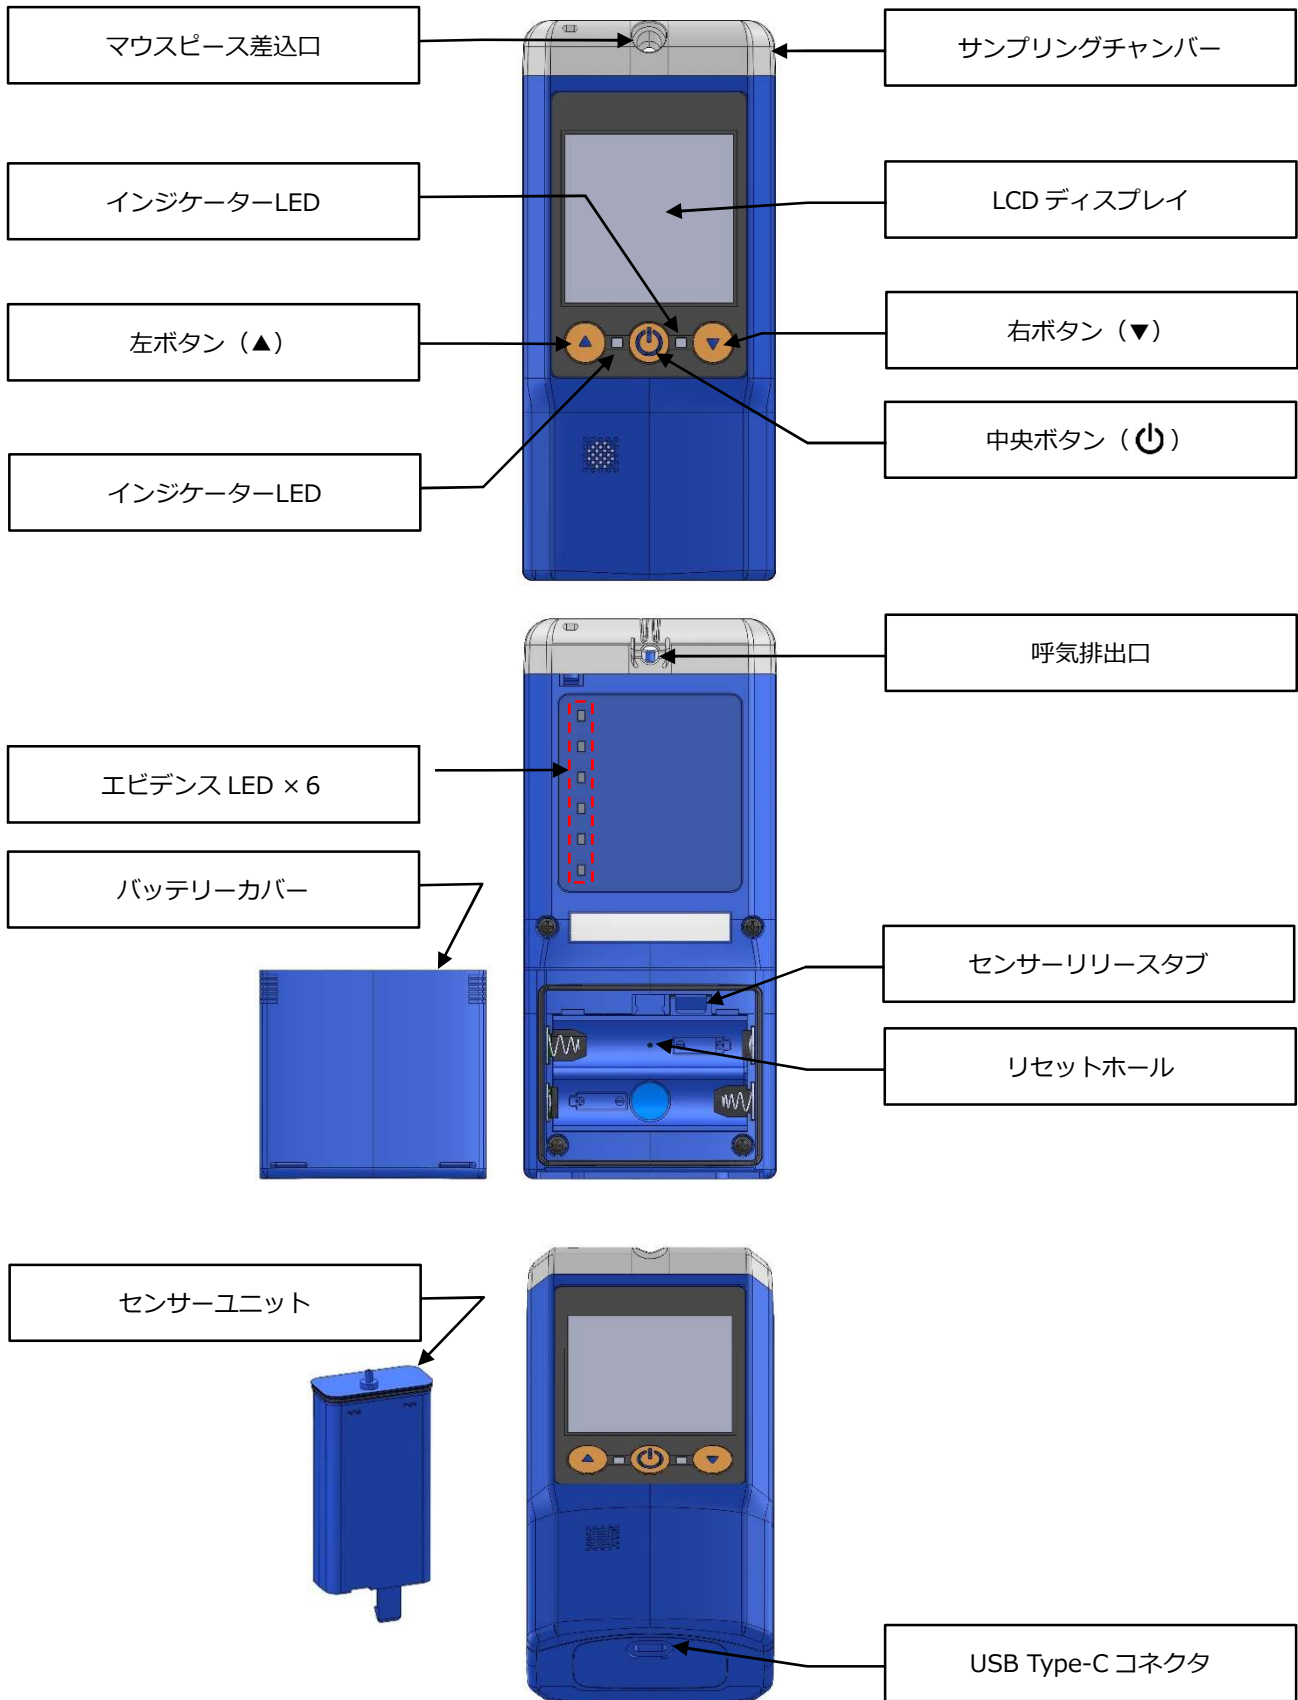 マウスピース差込口
サンプリングチャンバー
インジケーターLED
LCD ディスプレイ
左ボタン（▲）
右ボタン（▼）
中央ボタン（⏻）
インジケーターLED
呼気排出口
エビデンス LED × 6
バッテリーカバー
センサーリリースタブ
リセットホール
センサーユニット
USB Type-C コネクタ